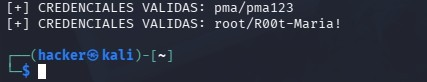 [+] CREDENCIALES VALIDAS: pma/pma123
[+] CREDENCIALES VALIDAS: root/R00t-Maria!
┌──(hacker㉿kali)-[~]
└─$